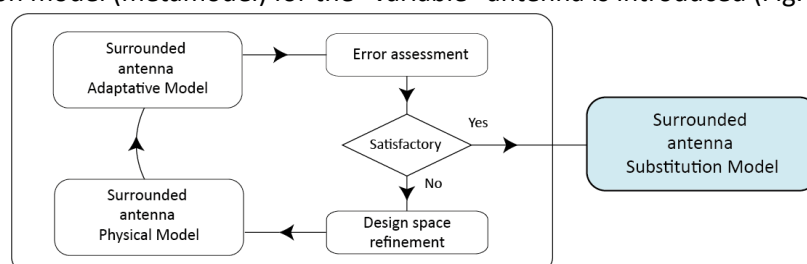 on model (metamodel) for the "variable" antenna is introduced (Fig
Surrounded
antenna
Adaptative Model
Error assessment
Satisfactory
Yes
No
Surrounded
antenna
Substitution Model
Surrounded
antenna
Physical Model
Design space
refinement